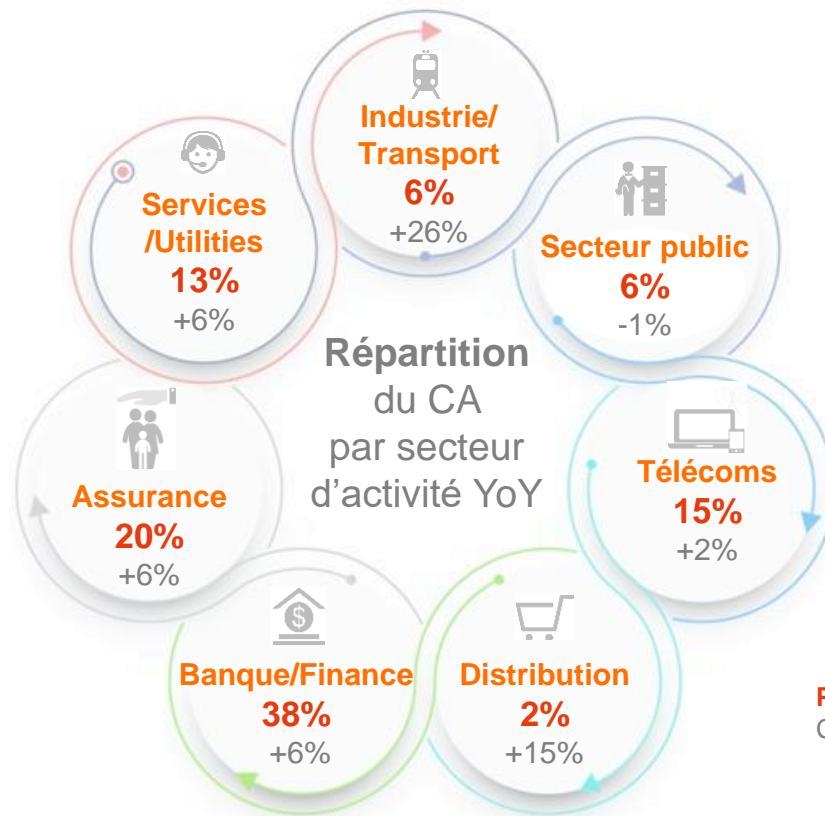 Industrie/
Transport
6%
+26%
Services
/Utilities
13%
+6%
Secteur public
6%
-1%
Répartition
du CA
par secteur
d'activité YoY
Télécoms
15%
+2%
Assurance
20%
+6%
Banque/Finance
38%
+6%
Distribution
2%
+15%